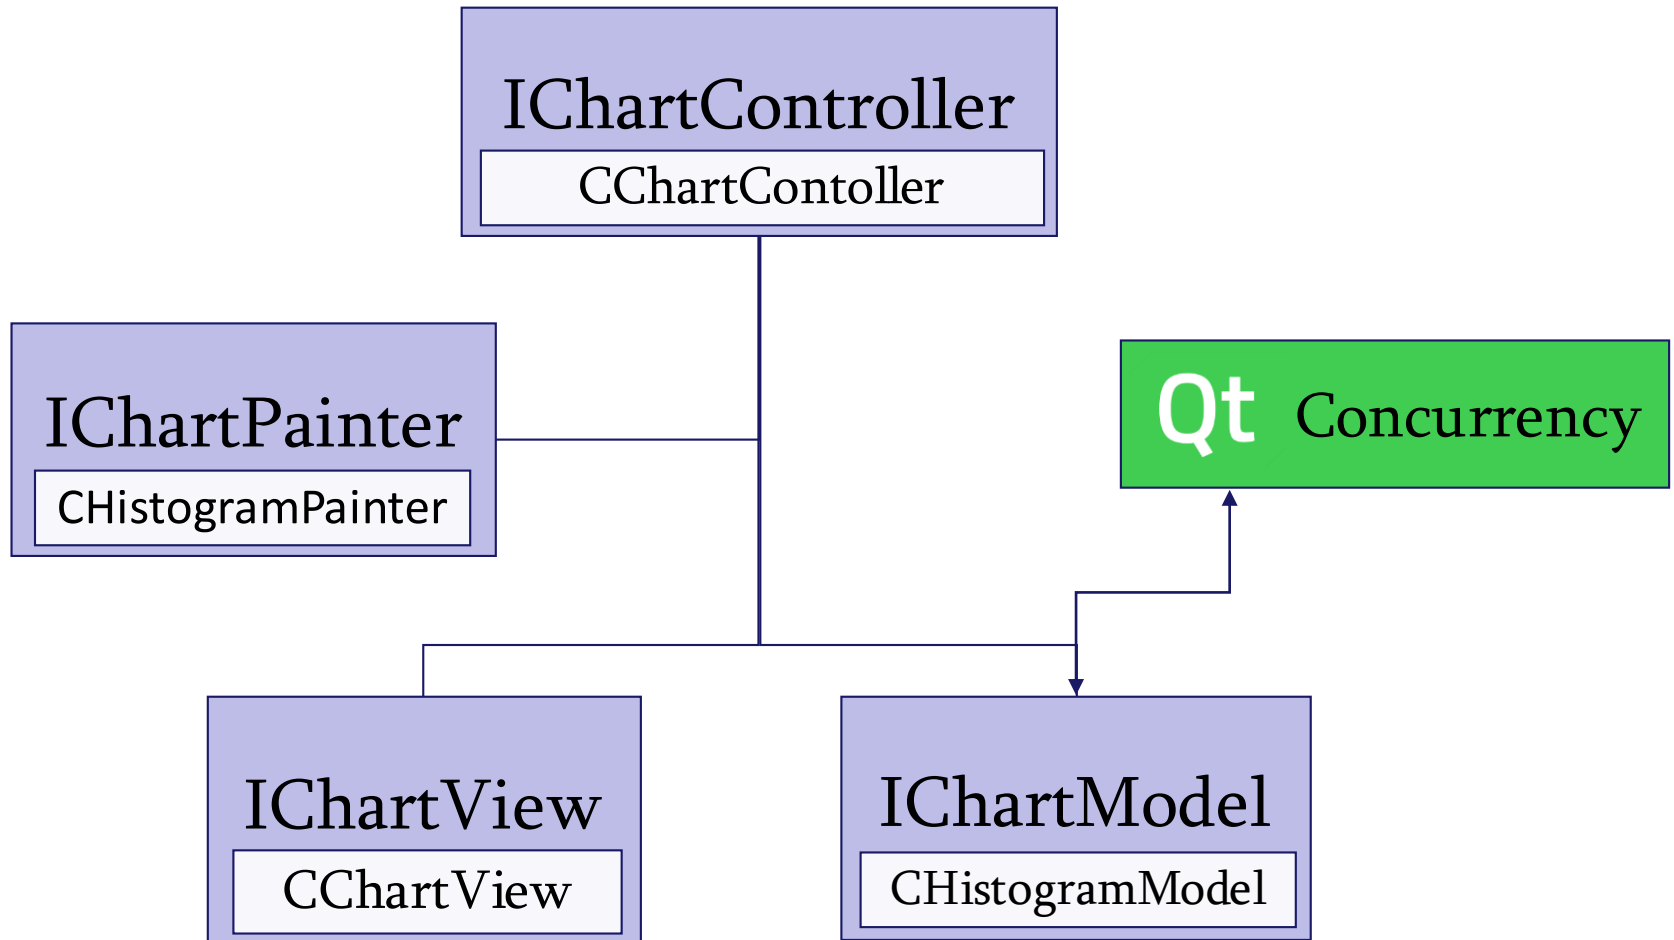 IChartController
CChartContoller
IChartPainter
CHistogramPainter
Qt Concurrency
IChartView
CChartView
IChartModel
CHistogramModel